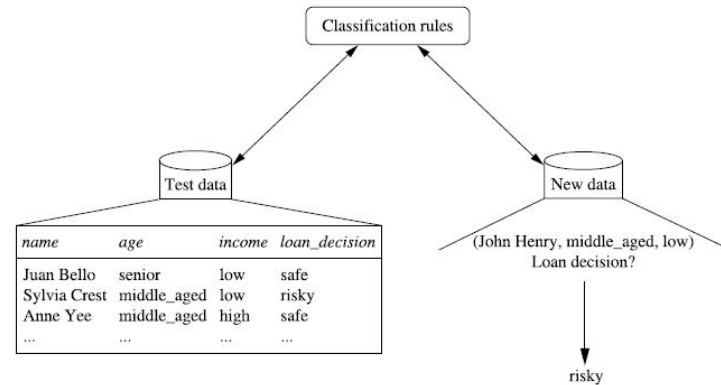 Classification rules
Test data
New data
name age income loan_decision
Juan Bello senior low safe
Sylvia Crest middle_aged low risky
Anne Yee middle_aged high safe
... ... ... ...
(John Henry, middle_aged, low)
Loan decision?
risky